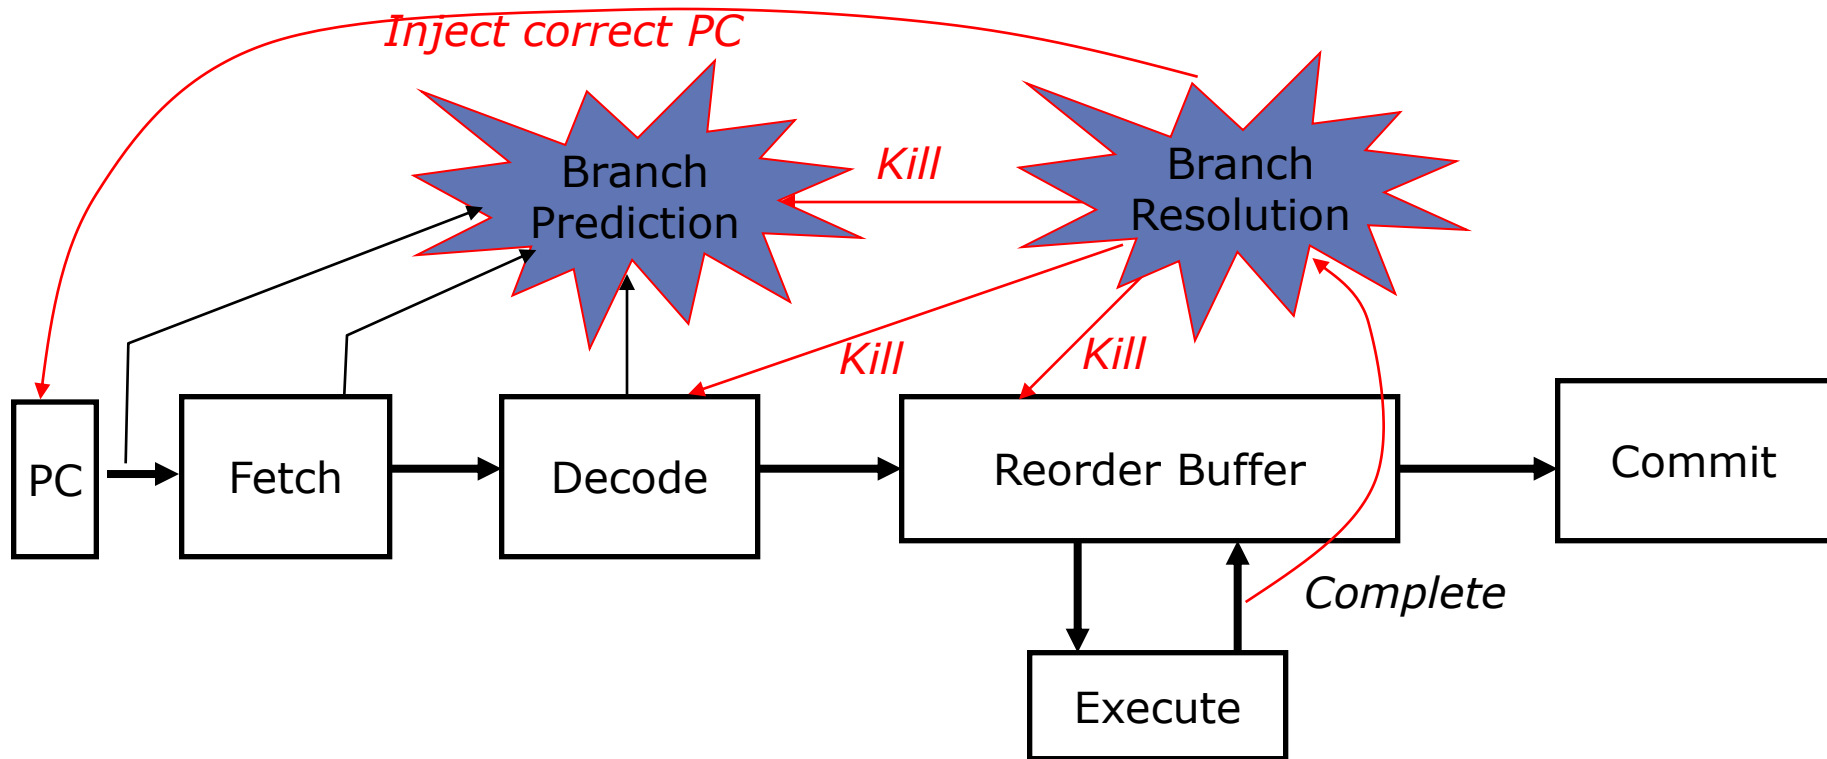 Inject correct PC
Branch
Prediction
Kill
Branch
Resolution
Kill
Kill
PC
Fetch
Decode
Reorder Buffer
Commit
Complete
Execute